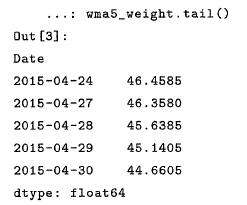 ...: wma5_weight.tail()
Out[3]:
Date
2015-04-24    46.4585
2015-04-27    46.3580
2015-04-28    45.6385
2015-04-29    45.1405
2015-04-30    44.6605
dtype: float64